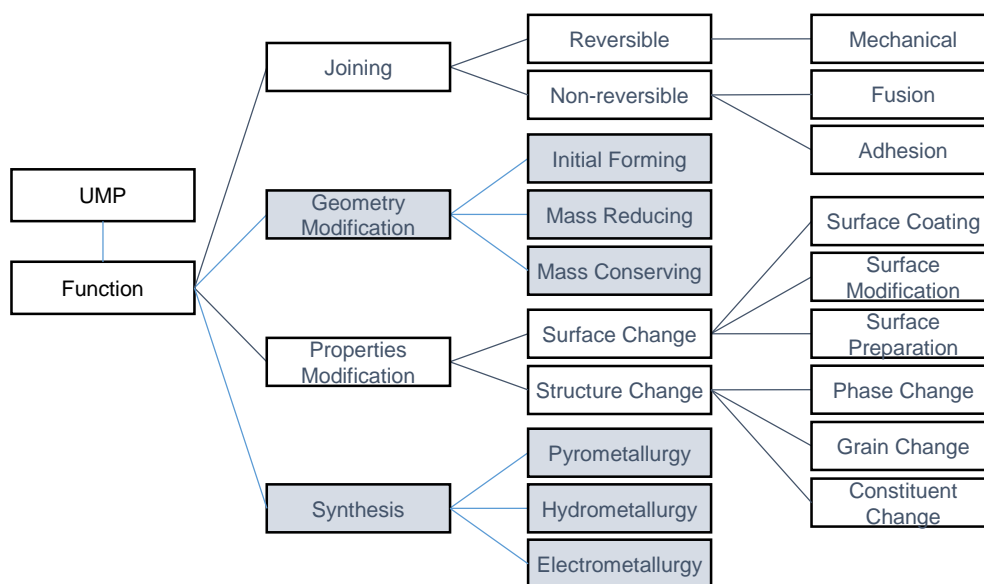 UMP
Function
Joining
Geometry
Modification
Properties
Modification
Synthesis
Reversible
Non-reversible
Initial Forming
Mass Reducing
Mass Conserving
Surface Change
Structure Change
Pyrometallurgy
Hydrometallurgy
Electrometallurgy
Mechanical
Fusion
Adhesion
Surface Coating
Surface
Modification
Surface
Preparation
Phase Change
Grain Change
Constituent
Change